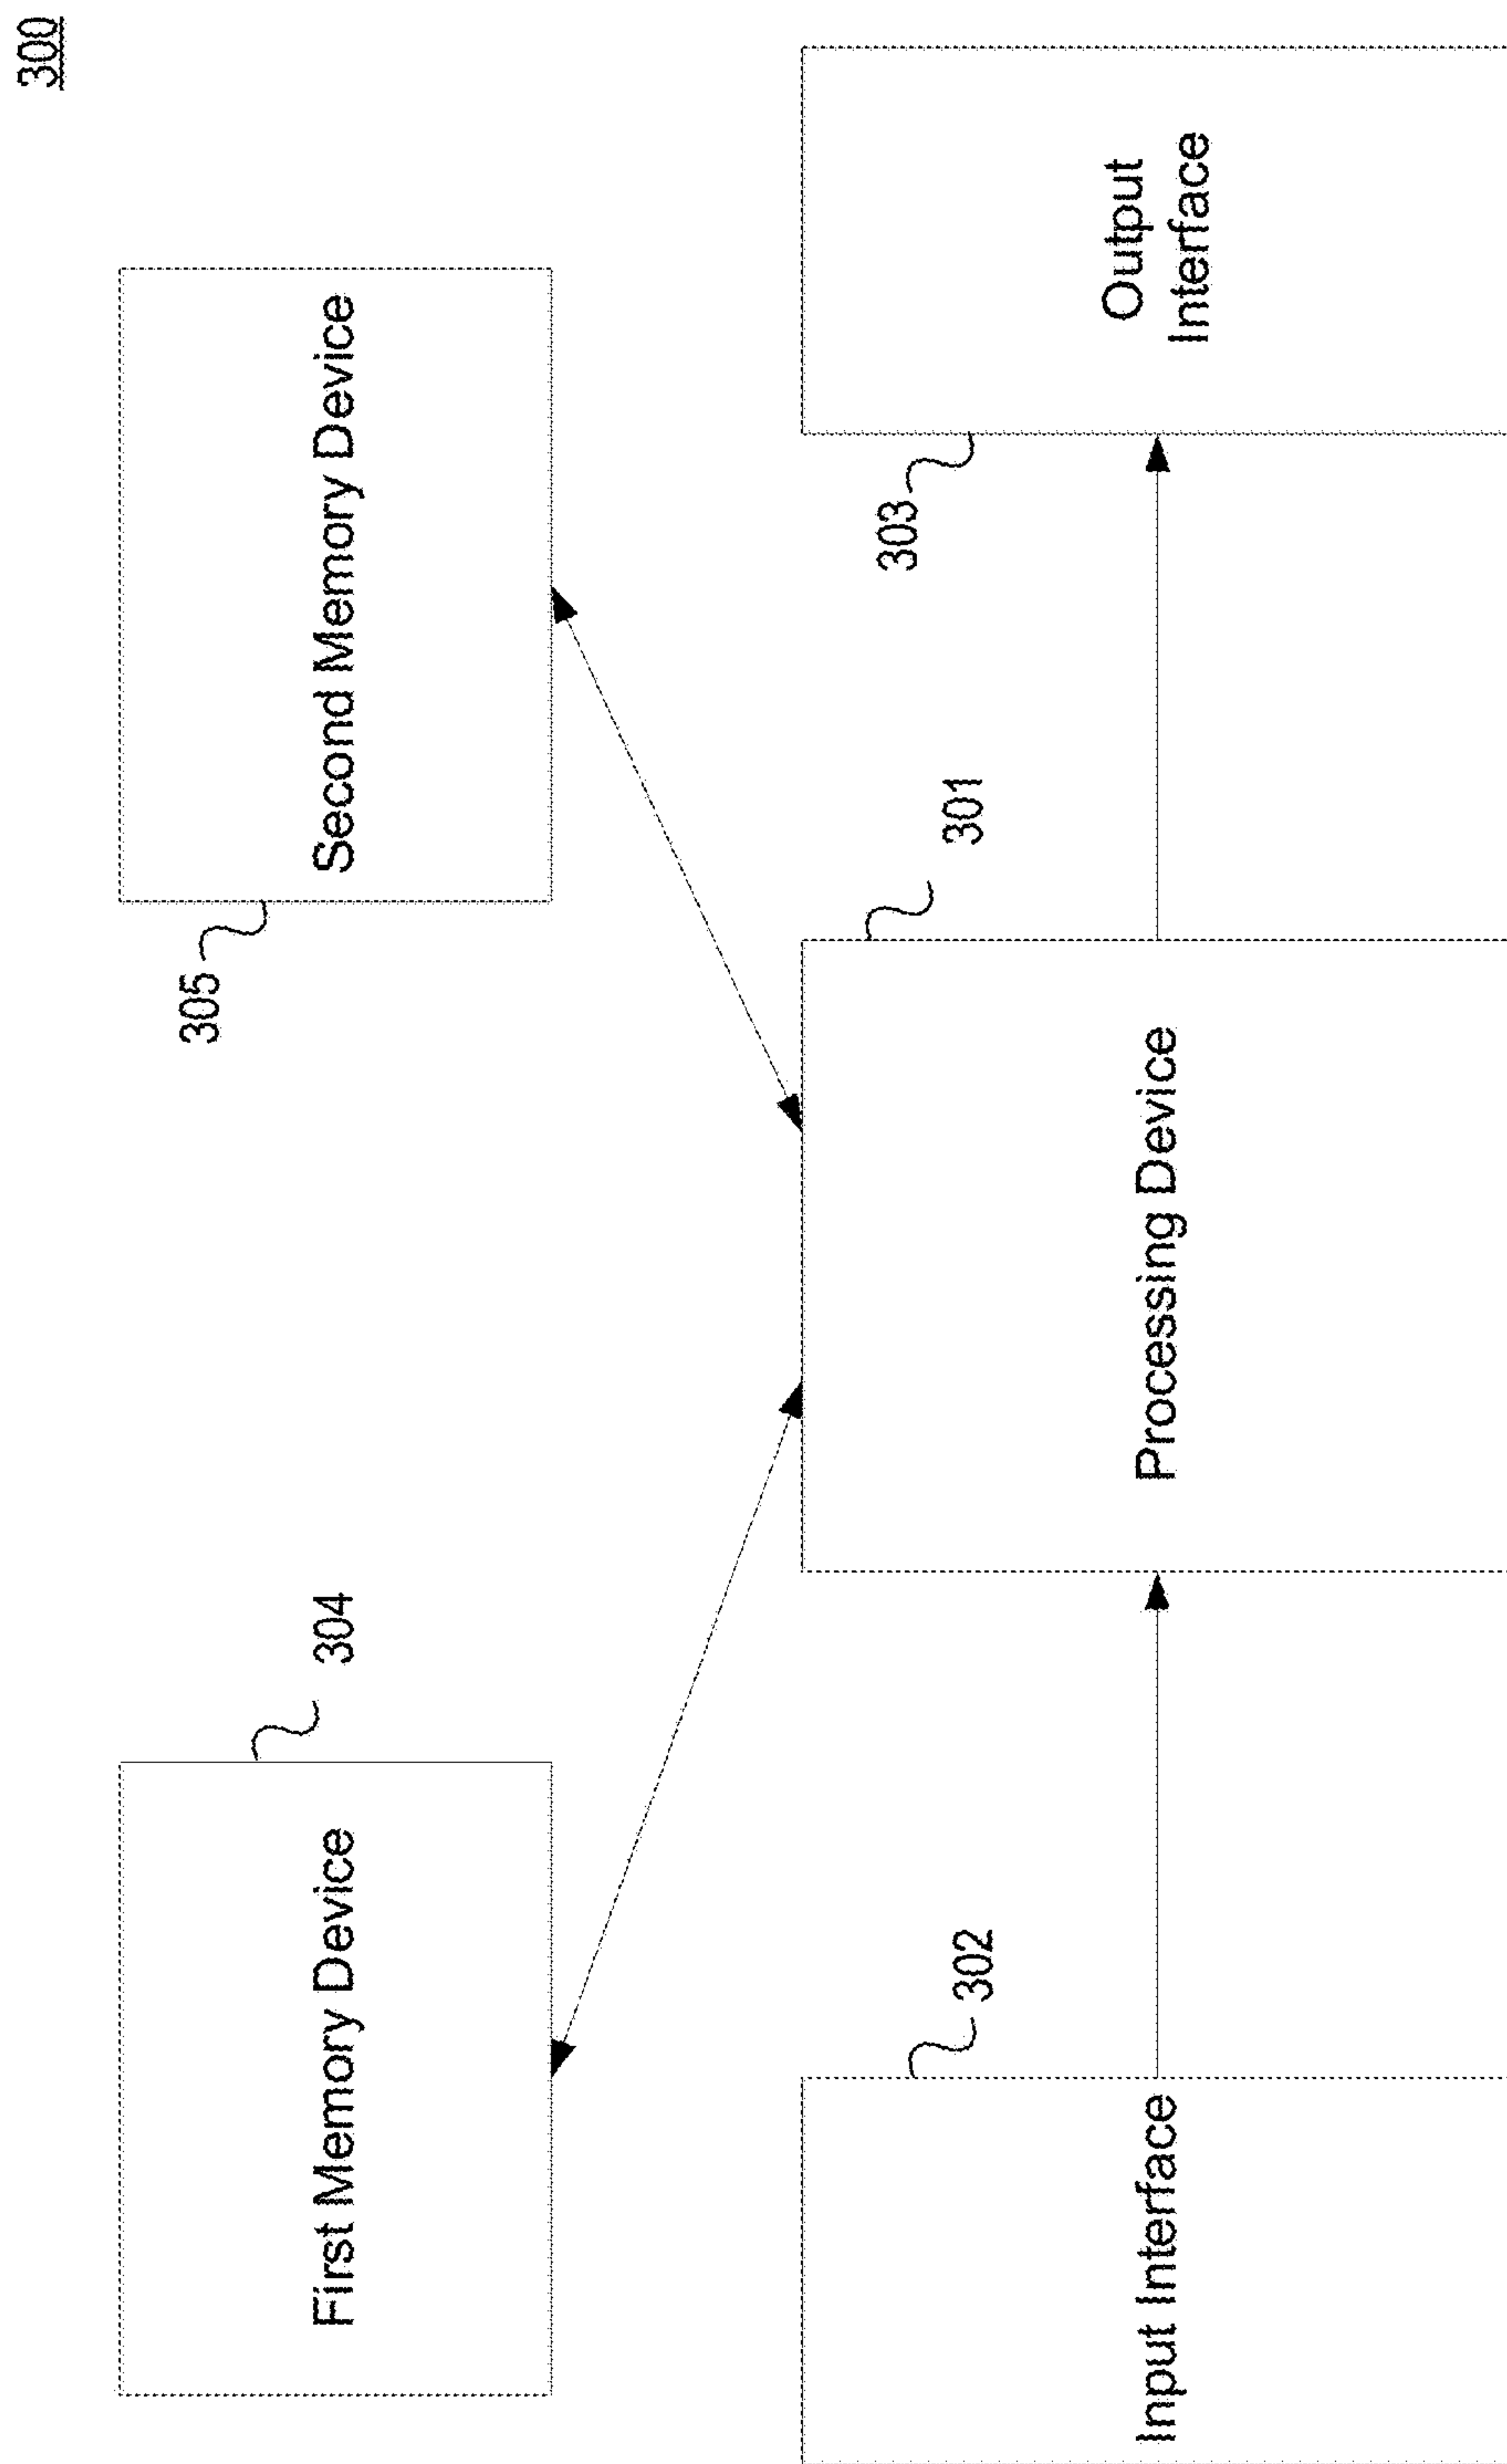 300
First Memory Device
304
305
Second Memory Device
302
Input Interface
301
Processing Device
303
Output
Interface